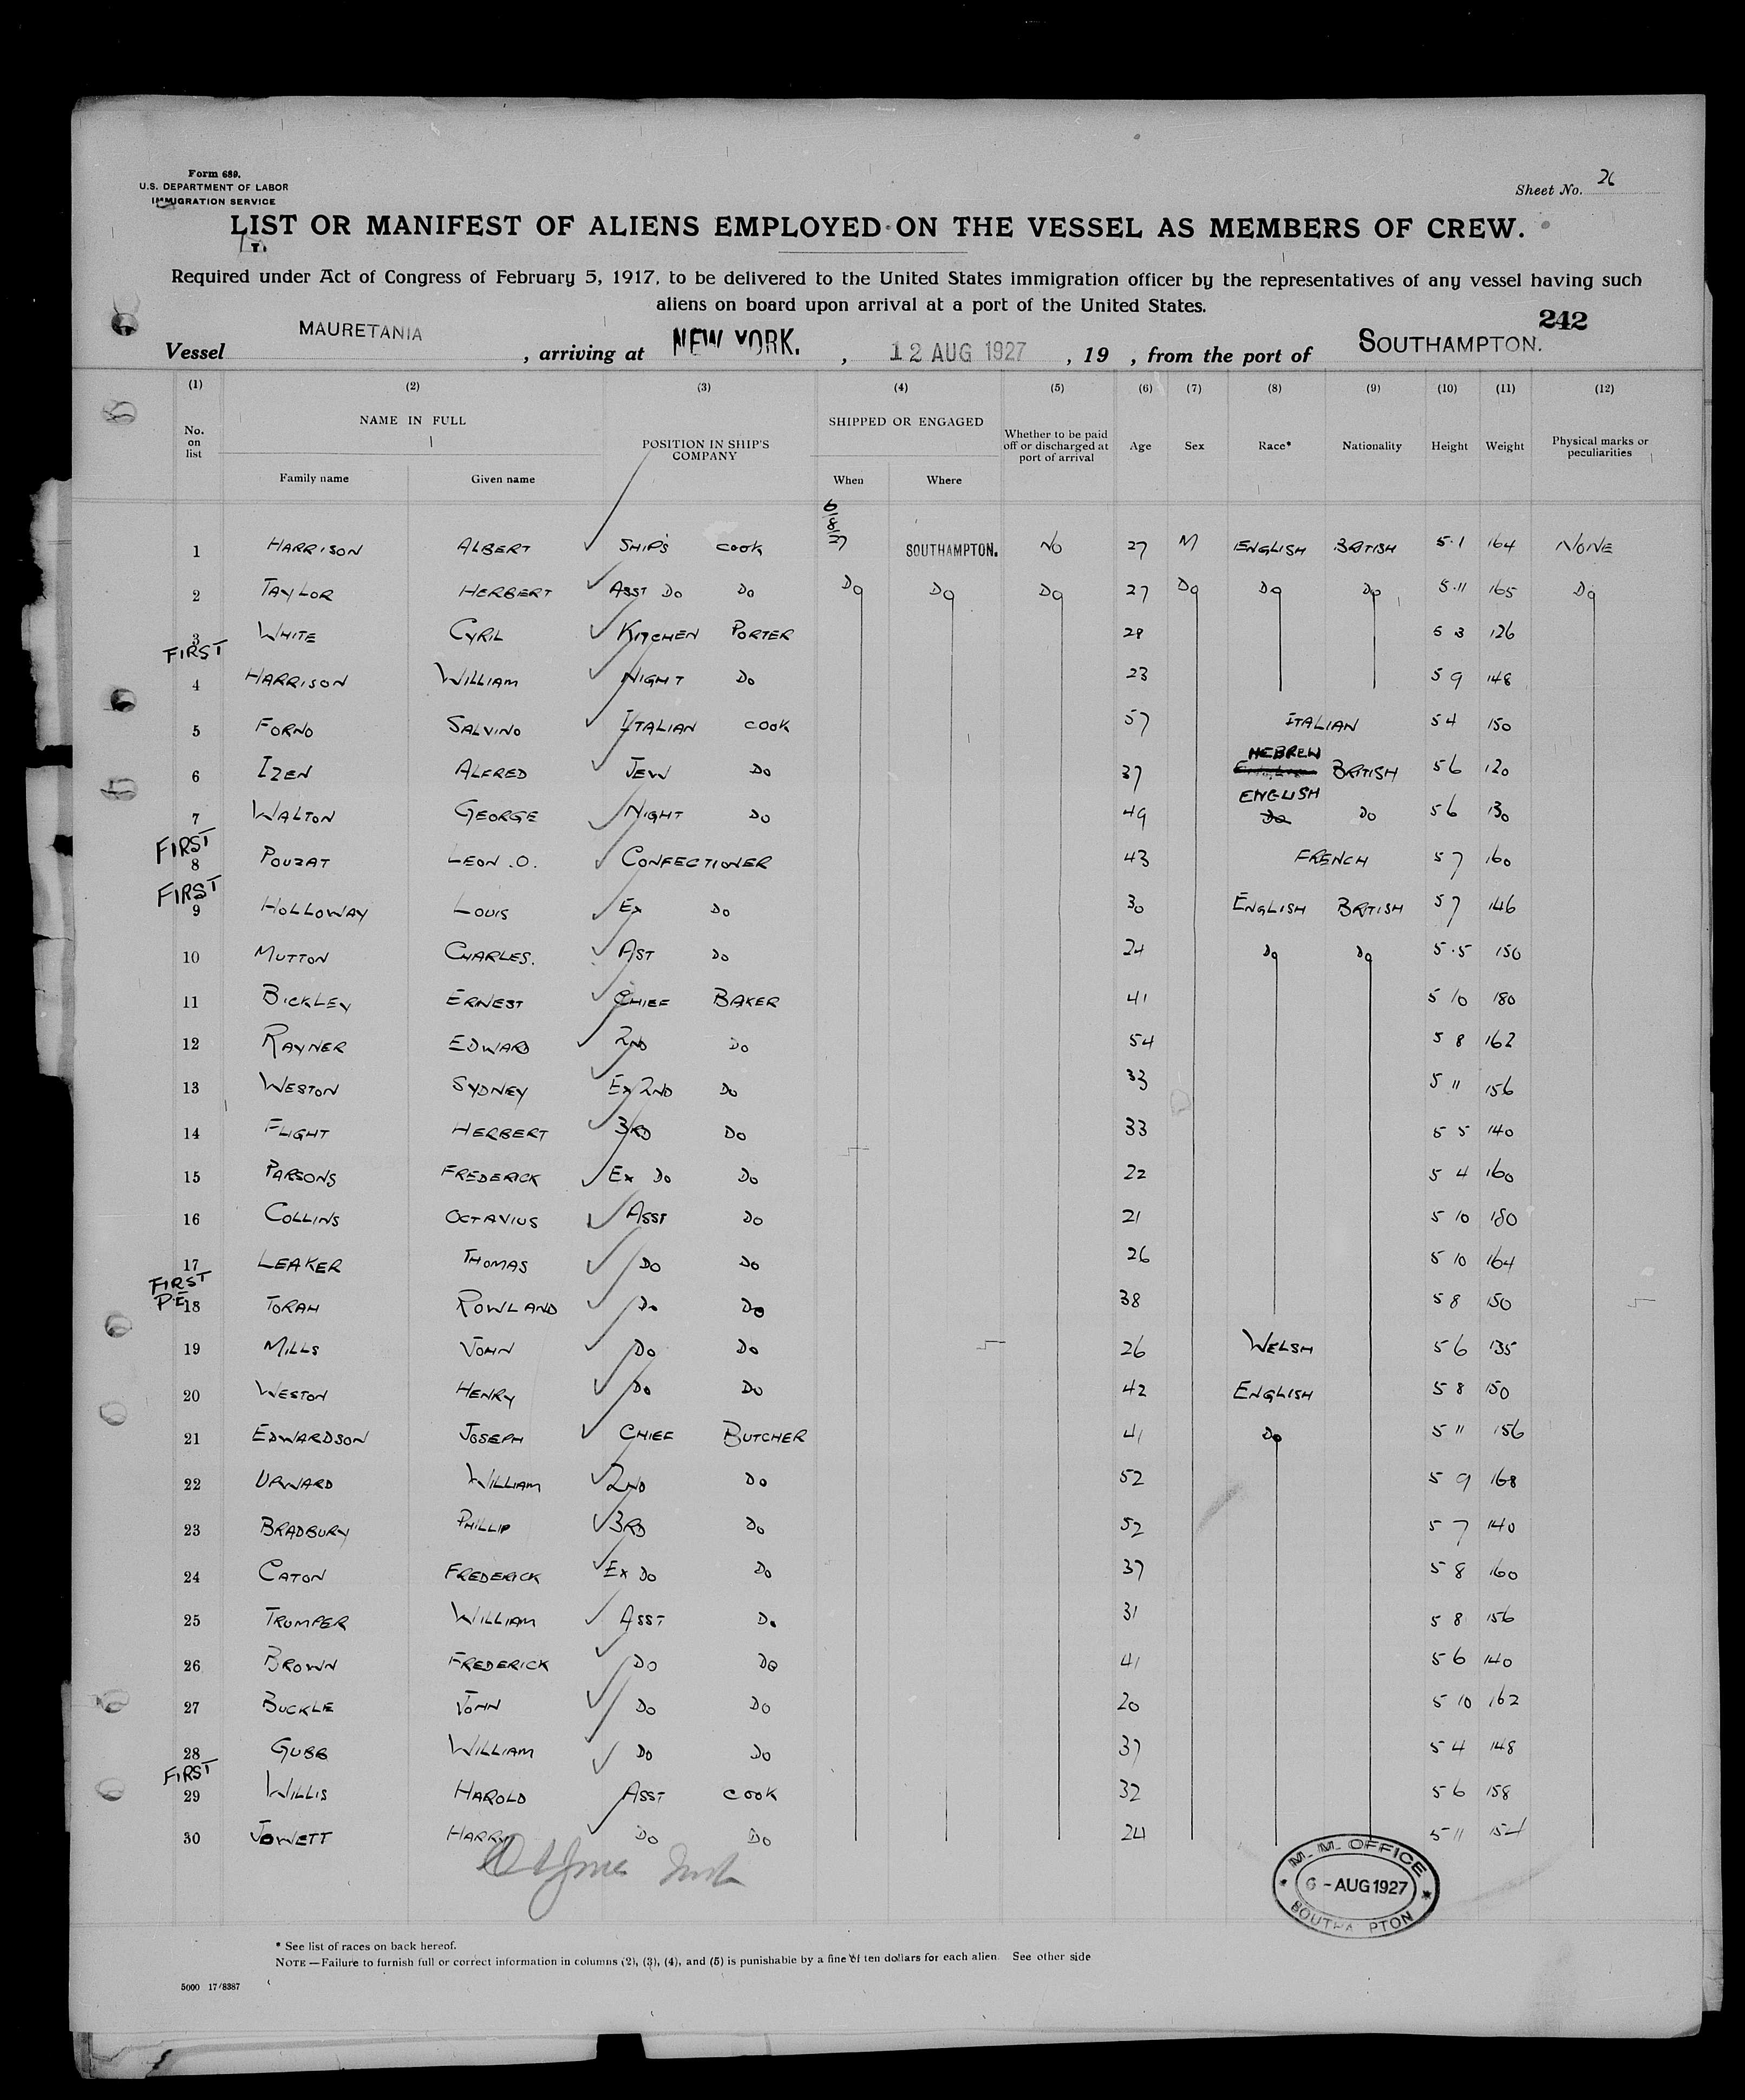 Form 689.
U.S. DEPARTMENT OF LABOR
IMMIGRATION SERVICE
Sheet No. 26
LIST OR MANIFEST OF ALIENS EMPLOYED ON THE VESSEL AS MEMBERS OF CREW.
Required under Act of Congress of February 5, 1917, to be delivered to the United States immigration officer by the representatives of any vessel having such
aliens on board upon arrival at a port of the United States.
242
Vessel MAURETANIA, arriving at NEW YORK. , 12 AUG 1927, 19 , from the port of SOUTHAMPTON.
(1) (2) (3) (4) (5) (6) (7) (8) (9) (10) (11) (12)
No. on list NAME IN FULL Family name Given name POSITION IN SHIP'S COMPANY SHIPPED OR ENGAGED When Where Whether to be paid off or discharged at port of arrival Age Sex Race* Nationality Height Weight Physical marks or peculiarities
1 HARRISON ALBERT SHIP'S COOK 6/8/27 SOUTHAMPTON. NO 27 M ENGLISH BRITISH 5.1 164 NONE
2 TAYLOR HERBERT ASST DO DO DO DO DO 27 DO DO DO 5.11 165 DO
3 WHITE CYRIL KITCHEN PORTER 28 5 3 126
FIRST
4 HARRISON WILLIAM NIGHT DO 23 5 9 148
5 FORNO SALVINO ITALIAN COOK 57 ITALIAN 5 4 150
HEBREW
6 IZEN ALFRED JEW DO 37 BRITISH 5 6 120
ENGLISH
7 WALTON GEORGE NIGHT DO 49 DO DO 5 6 130
FIRST
8 POUZAT LEON .O. CONFECTIONER 43 FRENCH 5 7 160
FIRST
9 HOLLOWAY LOUIS EX DO 30 ENGLISH BRITISH 5 7 146
10 MUTTON CHARLES. AST DO 24 DO DO 5.5 150
11 BICKLEY ERNEST CHIEF BAKER 41 5 10 180
12 RAYNER EDWARD 2ND DO 54 5 8 162
13 WESTON SYDNEY EX 2ND DO 33 5 11 156
14 FLIGHT HERBERT 3RD DO 33 5 5 140
15 PARSONS FREDERICK EX DO DO 22 5 4 160
16 COLLINS OCTAVIUS ASST DO 21 5 10 180
17 LEAKER THOMAS DO DO 26 5 10 164
FIRST
P.E.
18 TORAH ROWLAND DO DO 38 5 8 150
19 MILLS JOHN DO DO 26 WELSH 5 6 135
20 WESTON HENRY DO DO 42 ENGLISH 5 8 150
21 EDWARDSON JOSEPH CHIEF BUTCHER 41 DO 5 11 156
22 URWARD WILLIAM 2ND DO 52 5 9 168
23 BRADBURY PHILLIP 3RD DO 52 5 7 140
24 CATON FREDERICK EX DO DO 37 5 8 160
25 TRUMPER WILLIAM ASST DO 31 5 8 156
26 BROWN FREDERICK DO DO 41 5 6 140
27 BUCKLE JOHN DO DO 20 5 10 162
28 GUBB WILLIAM DO DO 37 5 4 148
FIRST
29 WILLIS HAROLD ASST COOK 32 5 6 158
30 JOWETT HARRY DO DO 24 5 11 154
M.M. OFFICE
6 - AUG 1927
SOUTHAMPTON
* See list of races on back hereof.
NOTE —Failure to furnish full or correct information in columns (2), (3), (4), and (5) is punishable by a fine of ten dollars for each alien. See other side
5000 17/8387